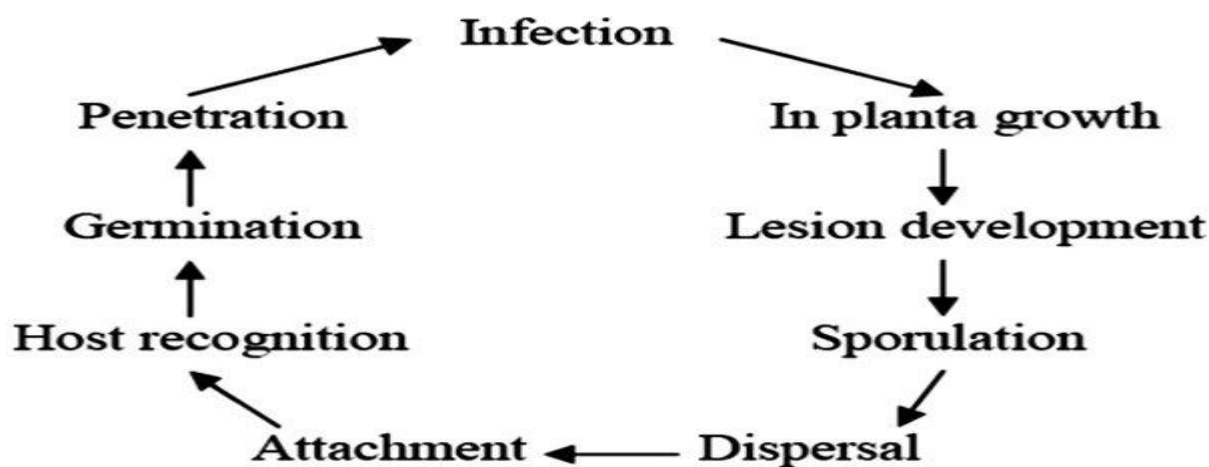 Infection
Penetration
In planta growth
Germination
Lesion development
Host recognition
Sporulation
Attachment
Dispersal